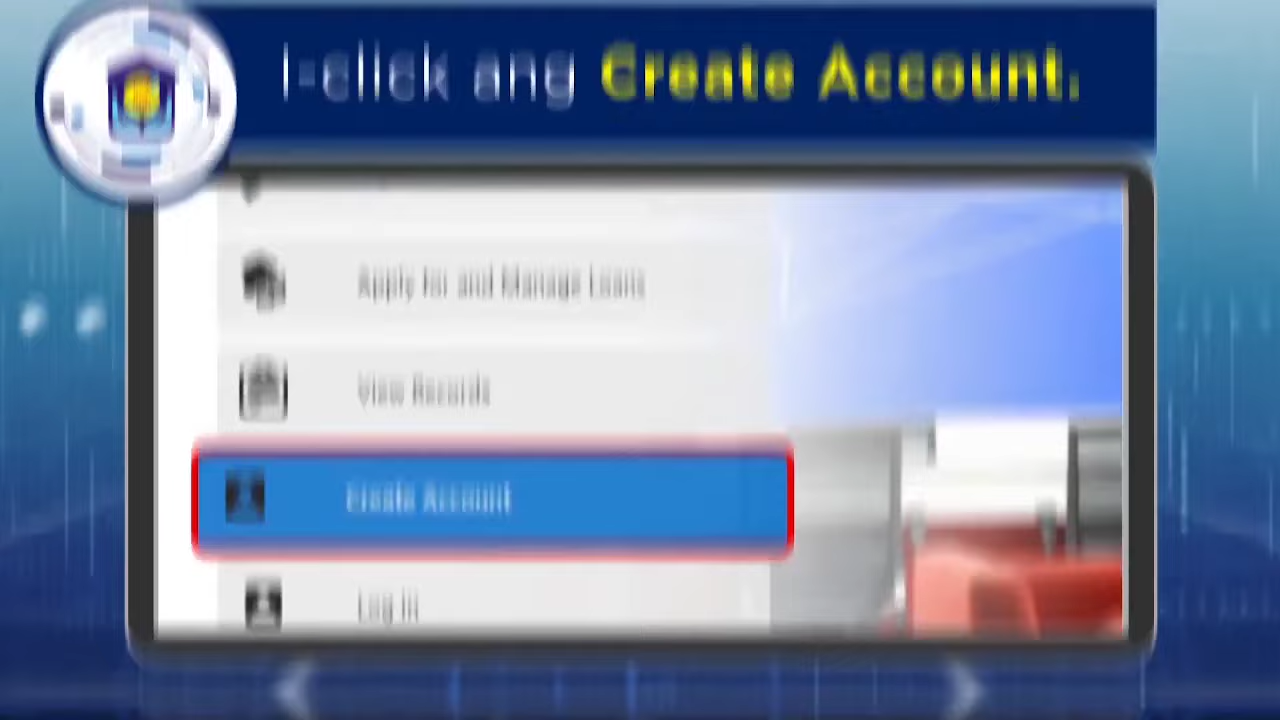 I-click ang Create Account.
Apply for and Manage Loans
View Records
Create Account
Log In